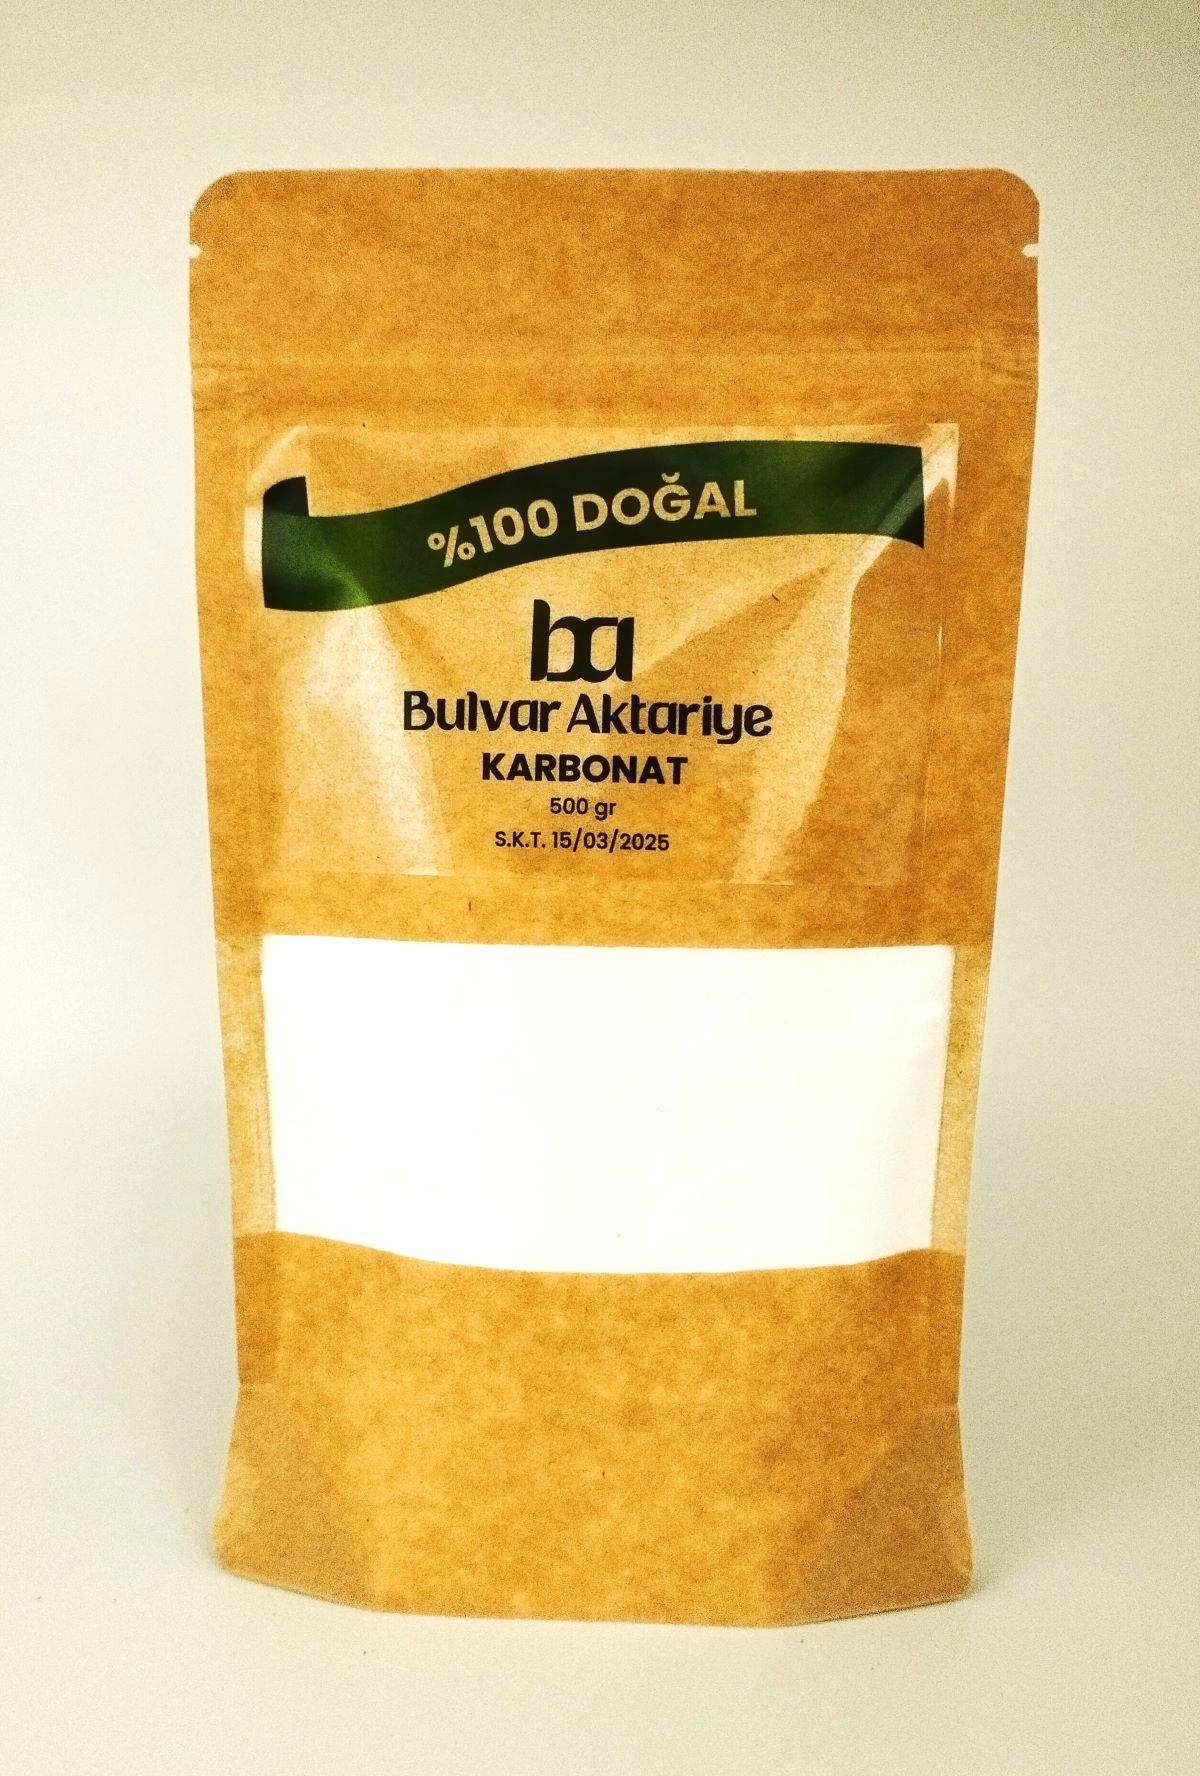 %100 DOĞAL
ba
Bulvar Aktariye
KARBONAT
500 gr
S.K.T. 15/03/2025